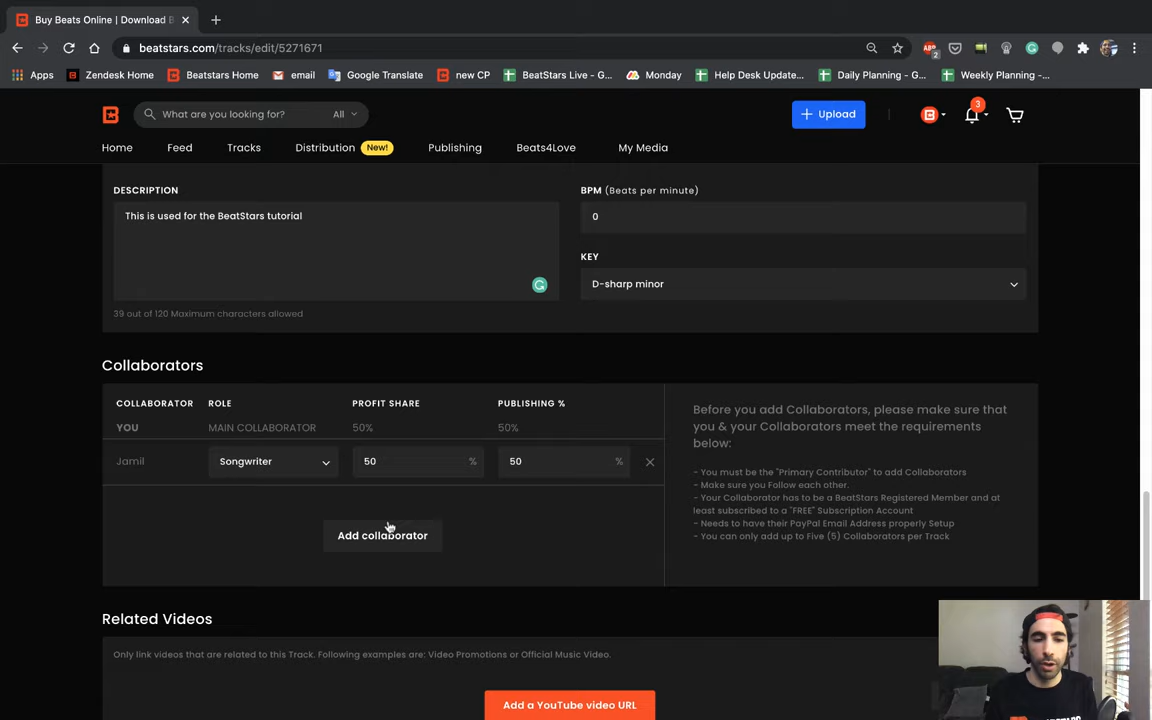 Buy Beats Online | Download B
beatstars.com/tracks/edit/5271671
Apps
Zendesk Home
Beatstars Home
email
Google Translate
new CP
BeatStars Live - G...
Monday
Help Desk Update...
Daily Planning - G...
Weekly Planning -...
ABP
2
What are you looking for?
All
+ Upload
3
Home
Feed
Tracks
Distribution
New!
Publishing
Beats4Love
My Media
DESCRIPTION
This is used for the BeatStars tutorial
39 out of 120 Maximum characters allowed
BPM (Beats per minute)
0
KEY
D-sharp minor
Collaborators
COLLABORATOR ROLE PROFIT SHARE PUBLISHING %
YOU MAIN COLLABORATOR 50% 50%
Jamil Songwriter 50 % 50 %
Add collaborator
Before you add Collaborators, please make sure that
you & your Collaborators meet the requirements
below:
- You must be the "Primary Contributor" to add Collaborators
- Make sure you Follow each other.
- Your Collaborator has to be a BeatStars Registered Member and at
least subscribed to a "FREE" Subscription Account
- Needs to have their PayPal Email Address properly Setup
- You can only add up to Five (5) Collaborators per Track
Related Videos
Only link videos that are related to this Track. Following examples are: Video Promotions or Official Music Video.
Add a YouTube video URL